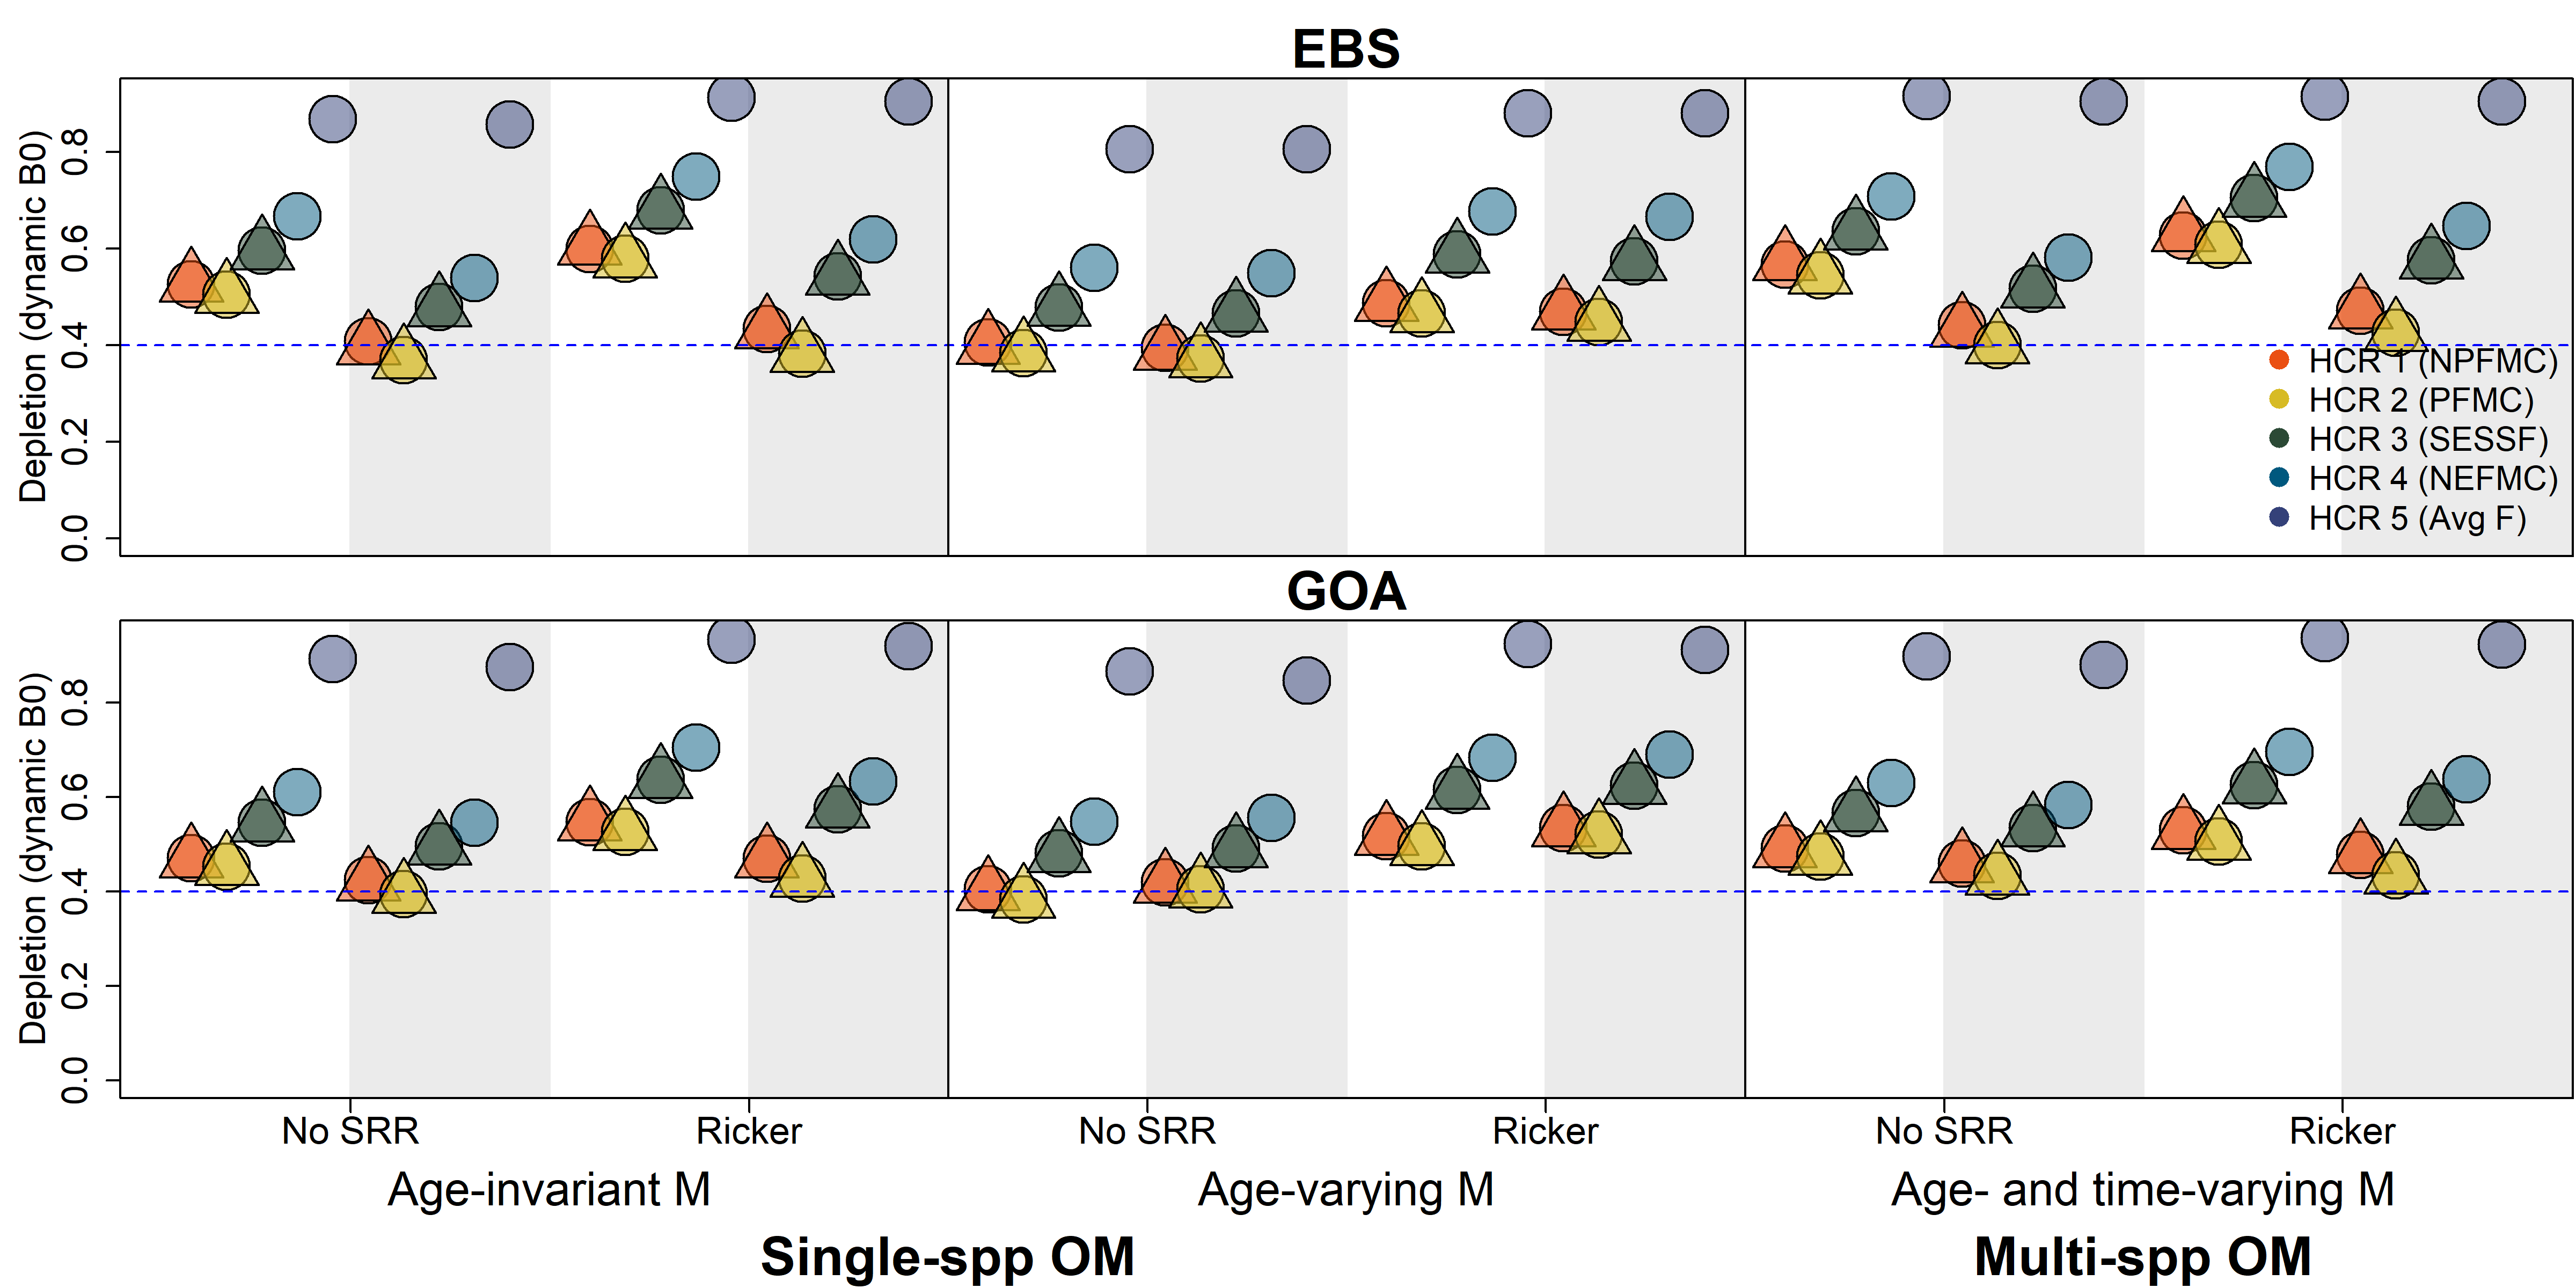 EBS
Depletion (dynamic B0)
0.8
0.6
0.4
0.2
0.0
HCR 1 (NPFMC)
HCR 2 (PFMC)
HCR 3 (SESSF)
HCR 4 (NEFMC)
HCR 5 (Avg F)
GOA
Depletion (dynamic B0)
0.8
0.6
0.4
0.2
0.0
No SRR Ricker No SRR Ricker No SRR Ricker
Age-invariant M Age-varying M Age- and time-varying M
Single-spp OM Multi-spp OM